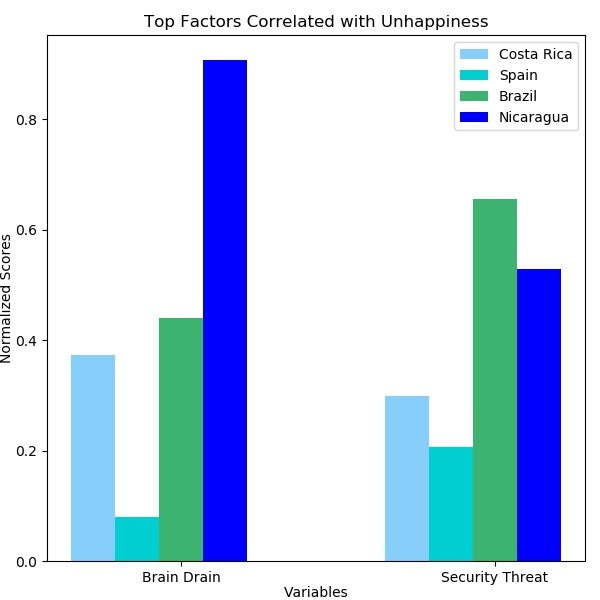 Top Factors Correlated with Unhappiness
Costa Rica
Spain
Brazil
Nicaragua
Normalized Scores
0.8
0.6
0.4
0.2
0.0
Brain Drain
Security Threat
Variables